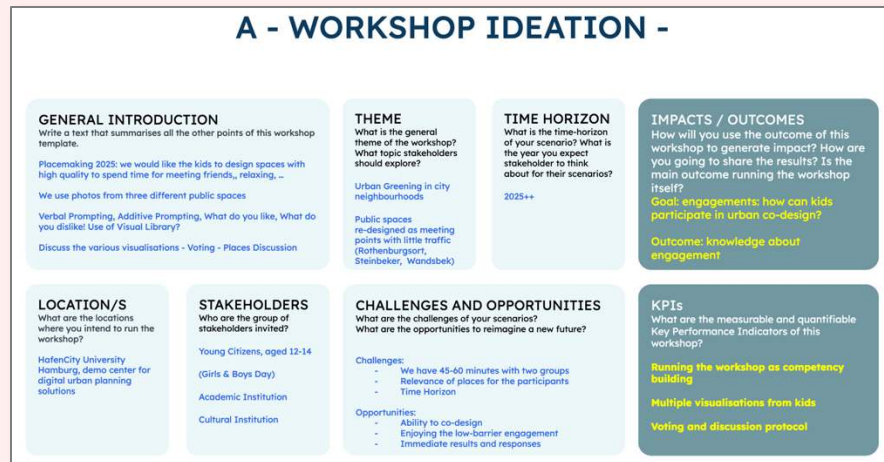 A - WORKSHOP IDEATION -
GENERAL INTRODUCTION
Write a text that summarises all the other points of this workshop
template.
Placemaking 2025: we would like the kids to design spaces with
high quality to spend time for meeting friends,, relaxing, ...
We use photos from three different public spaces
Verbal Prompting, Additive Prompting, What do you like, What do
you dislike! Use of Visual Library?
Discuss the various visualisations - Voting - Places Discussion
THEME
What is the general
theme of the workshop?
What topic stakeholders
should explore?
Urban Greening in city
neighbourhoods
Public spaces
re-designed as meeting
points with little traffic
(Rothenburgsort,
Steinbeker, Wandsbek)
TIME HORIZON
What is the time-horizon
of your scenario? What is
the year you expect
stakeholder to think
about for their scenarios?
2025++
IMPACTS / OUTCOMES
How will you use the outcome of this
workshop to generate impact? How are
you going to share the results? Is the
main outcome running the workshop
itself?
Goal: engagements: how can kids
participate in urban co-design?
Outcome: knowledge about
engagement
LOCATION/S
What are the locations
where you intend to run the
workshop?
HafenCity University
Hamburg, demo center for
digital urban planning
solutions
STAKEHOLDERS
Who are the group of
stakeholders invited?
Young Citizens, aged 12-14
(Girls & Boys Day)
Academic Institution
Cultural Institution
CHALLENGES AND OPPORTUNITIES
What are the challenges of your scenarios?
What are the opportunities to reimagine a new future?
Challenges:
- We have 45-60 minutes with two groups
- Relevance of places for the participants
- Time Horizon
Opportunities:
- Ability to co-design
- Enjoying the low-barrier engagement
- Immediate results and responses
KPIs
What are the measurable and quantifiable
Key Performance Indicators of this
workshop?
Running the workshop as competency
building
Multiple visualisations from kids
Voting and discussion protocol